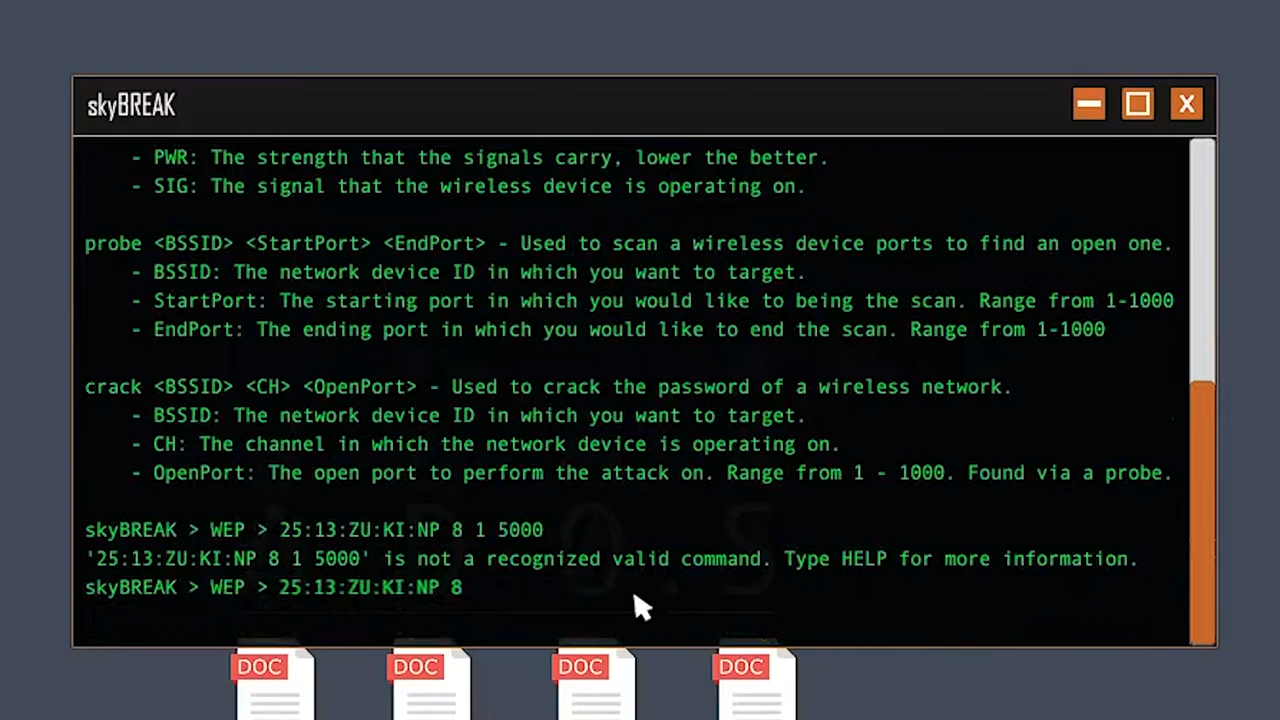 skyBREAK
- PWR: The strength that the signals carry, lower the better.
- SIG: The signal that the wireless device is operating on.
probe <BSSID> <StartPort> <EndPort> - Used to scan a wireless device ports to find an open one.
- BSSID: The network device ID in which you want to target.
- StartPort: The starting port in which you would like to being the scan. Range from 1-1000
- EndPort: The ending port in which you would like to end the scan. Range from 1-1000
crack <BSSID> <CH> <OpenPort> - Used to crack the password of a wireless network.
- BSSID: The network device ID in which you want to target.
- CH: The channel in which the network device is operating on.
- OpenPort: The open port to perform the attack on. Range from 1 - 1000. Found via a probe.
skyBREAK > WEP > 25:13:ZU:KI:NP 8 1 5000
'25:13:ZU:KI:NP 8 1 5000' is not a recognized valid command. Type HELP for more information.
skyBREAK > WEP > 25:13:ZU:KI:NP 8
DOC DOC DOC DOC